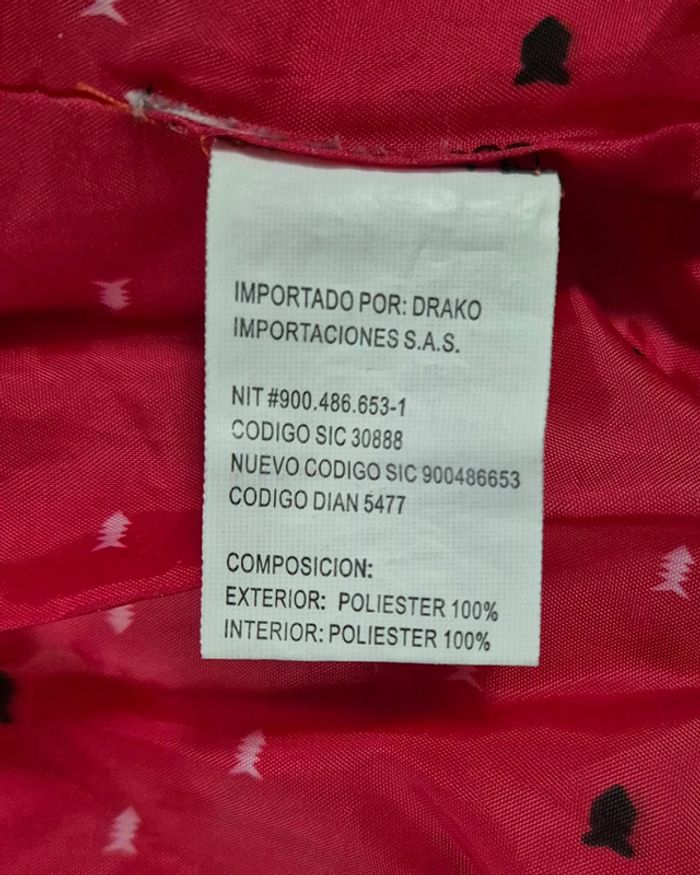 IMPORTADO POR: DRAKO
IMPORTACIONES S.A.S.
NIT #900.486.653-1
CODIGO SIC 30888
NUEVO CODIGO SIC 900486653
CODIGO DIAN 5477
COMPOSICION:
EXTERIOR: POLIESTER 100%
INTERIOR: POLIESTER 100%